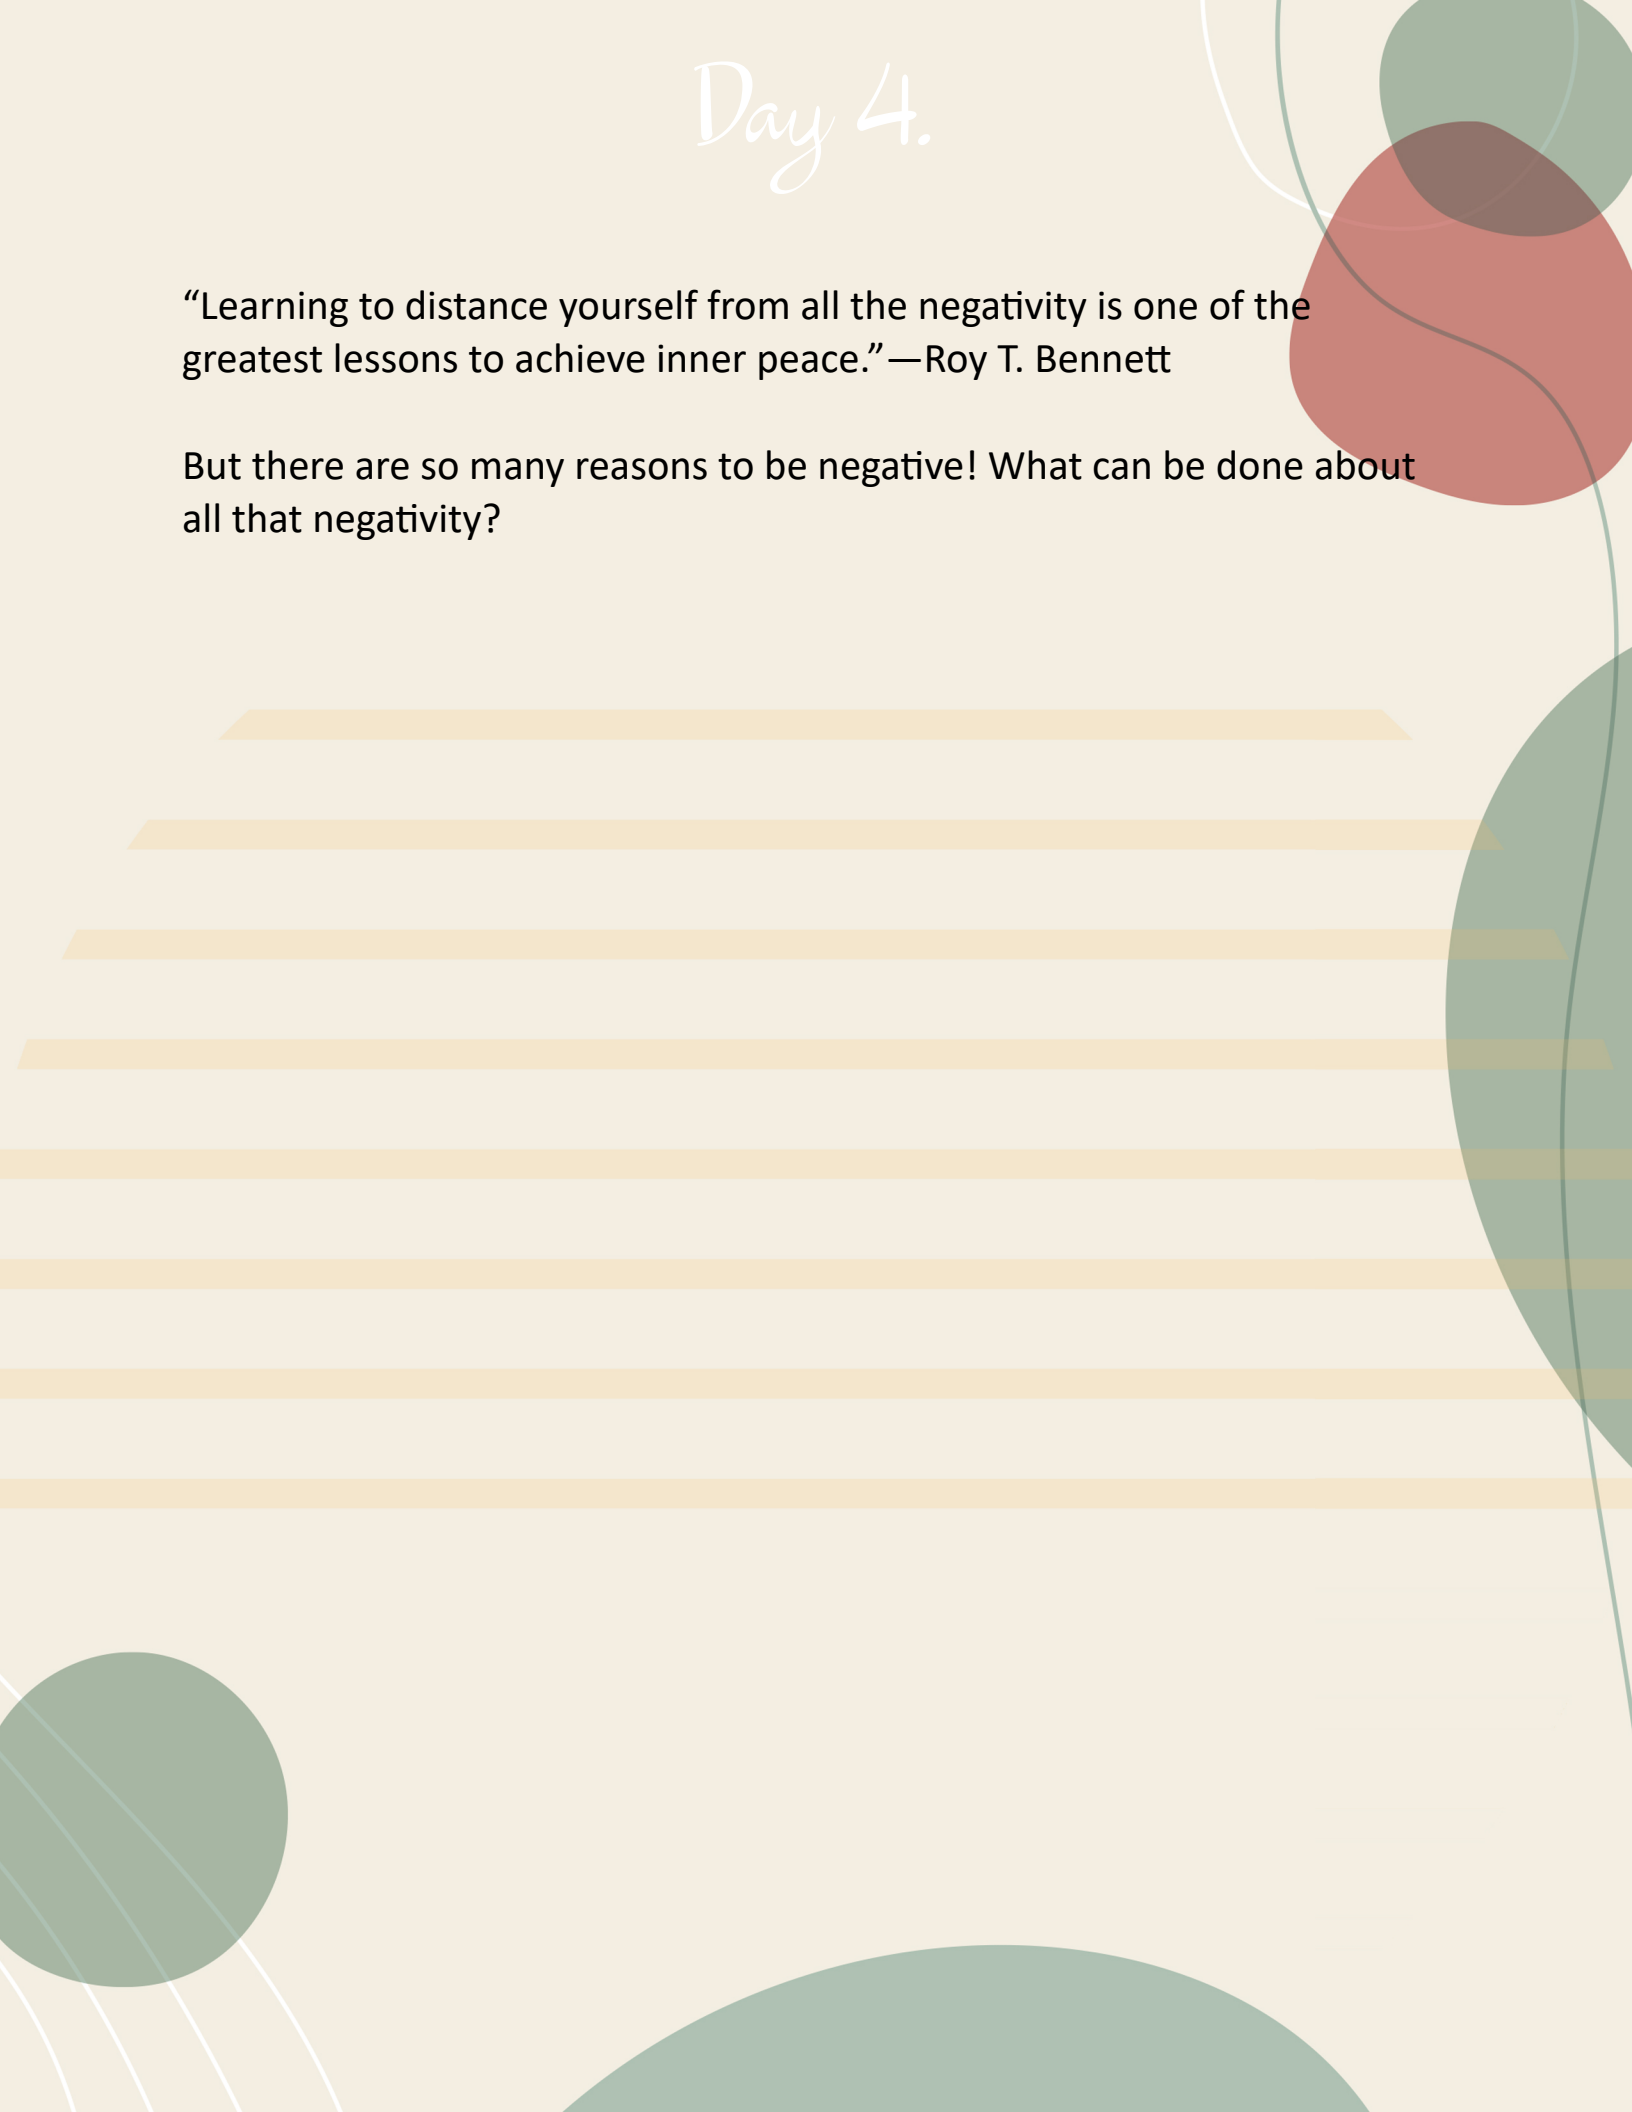 Day 4.
“Learning to distance yourself from all the negativity is one of the
greatest lessons to achieve inner peace.”—Roy T. Bennett
But there are so many reasons to be negative! What can be done about
all that negativity?